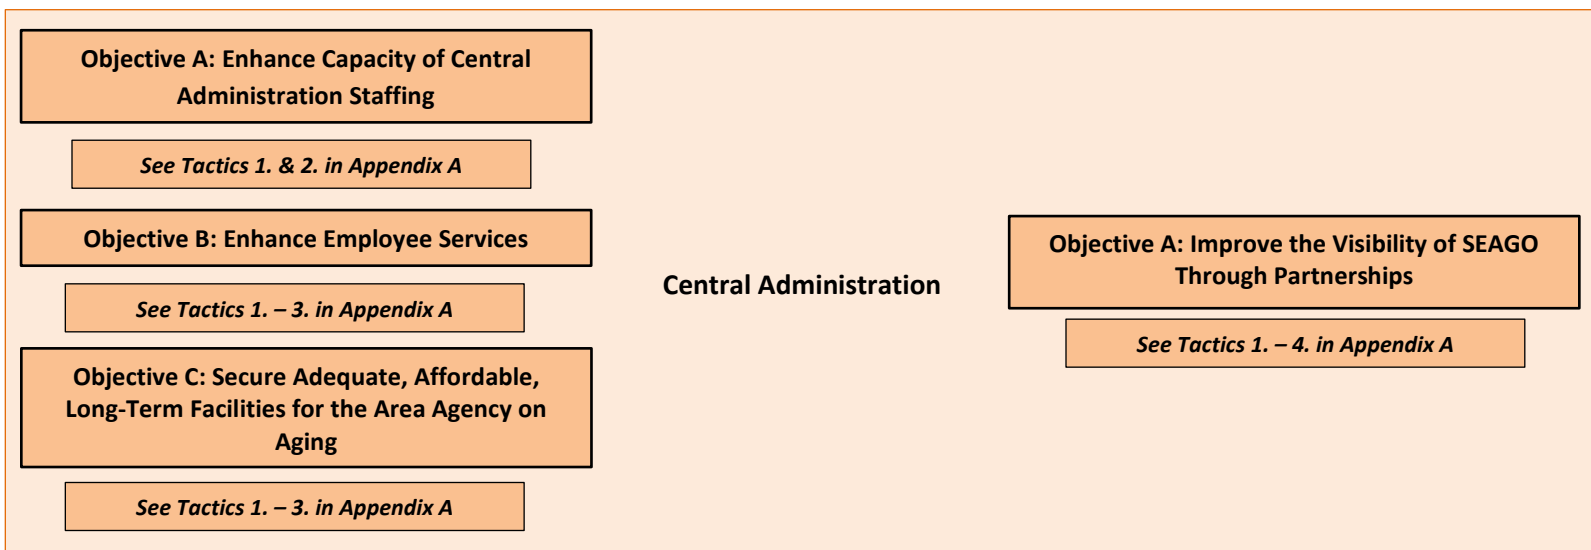 Objective A: Enhance Capacity of Central
Administration Staffing
See Tactics 1. & 2. in Appendix A
Objective B: Enhance Employee Services
See Tactics 1. – 3. in Appendix A
Objective C: Secure Adequate, Affordable,
Long-Term Facilities for the Area Agency on
Aging
See Tactics 1. – 3. in Appendix A
Central Administration
Objective A: Improve the Visibility of SEAGO
Through Partnerships
See Tactics 1. – 4. in Appendix A